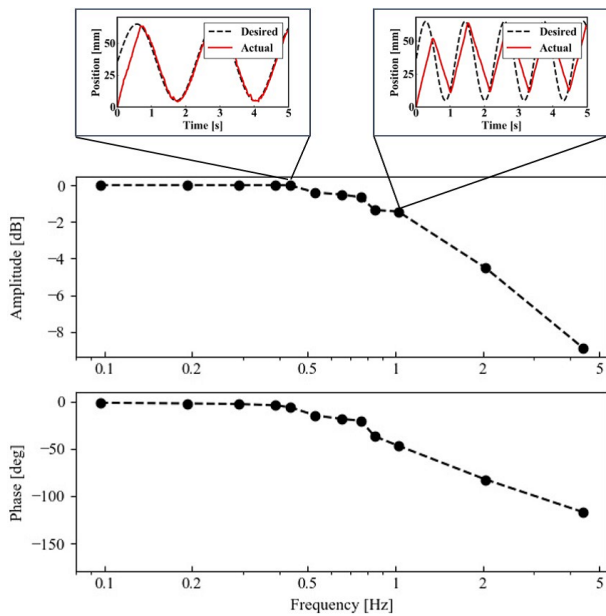 Position [mm]
50
25
0
Desired
Actual
0 1 2 3 4 5
Time [s]
Position [mm]
50
25
0
Desired
Actual
0 1 2 3 4 5
Time [s]
Amplitude [dB]
0
−2
−4
−6
−8
0.1 0.2 0.5 1 2 5
Phase [deg]
0
−50
−100
−150
0.1 0.2 0.5 1 2 5
Frequency [Hz]